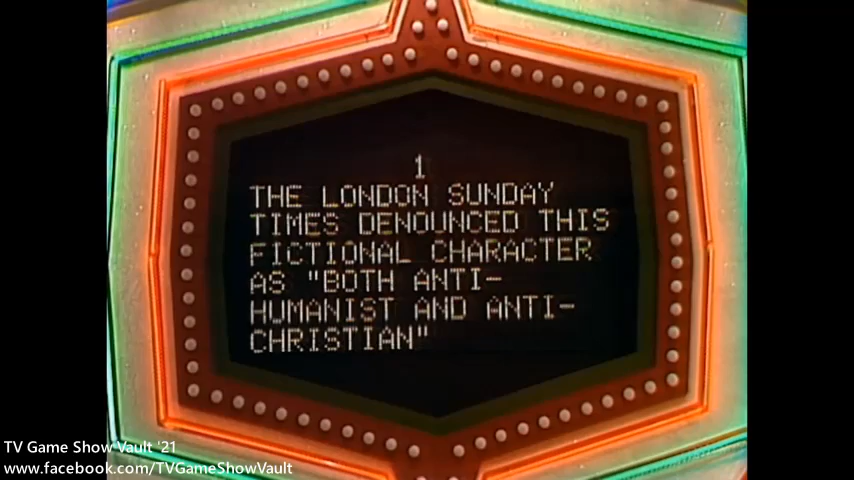 1
THE LONDON SUNDAY
TIMES DENOUNCED THIS
FICTIONAL CHARACTER
AS "BOTH ANTI-
HUMANIST AND ANTI-
CHRISTIAN"
TV Game Show Vault '21
www.facebook.com/TVGameShowVault